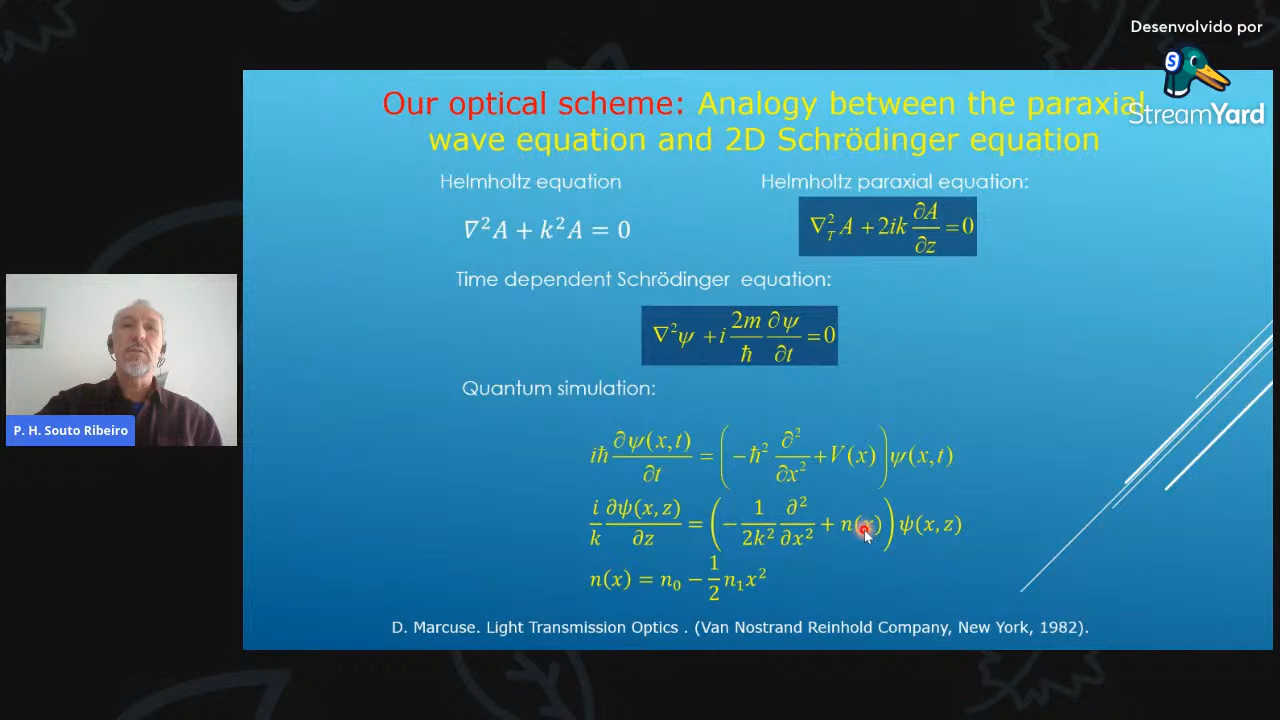 Desenvolvido por
StreamYard
Our optical scheme: Analogy between the paraxial
wave equation and 2D Schrödinger equation
Helmholtz equation
Helmholtz paraxial equation:
∇²A + k²A = 0
∇_T² A + 2ik ∂A/∂z = 0
Time dependent Schrödinger equation:
∇²ψ + i 2m/ħ ∂ψ/∂t = 0
Quantum simulation:
iħ ∂ψ(x,t)/∂t = (−ħ² ∂²/∂x² + V(x)) ψ(x,t)
i/k ∂ψ(x,z)/∂z = (− 1/2k² ∂²/∂x² + n(x)) ψ(x,z)
n(x) = n₀ − 1/2 n₁x²
D. Marcuse. Light Transmission Optics . (Van Nostrand Reinhold Company, New York, 1982).
P. H. Souto Ribeiro